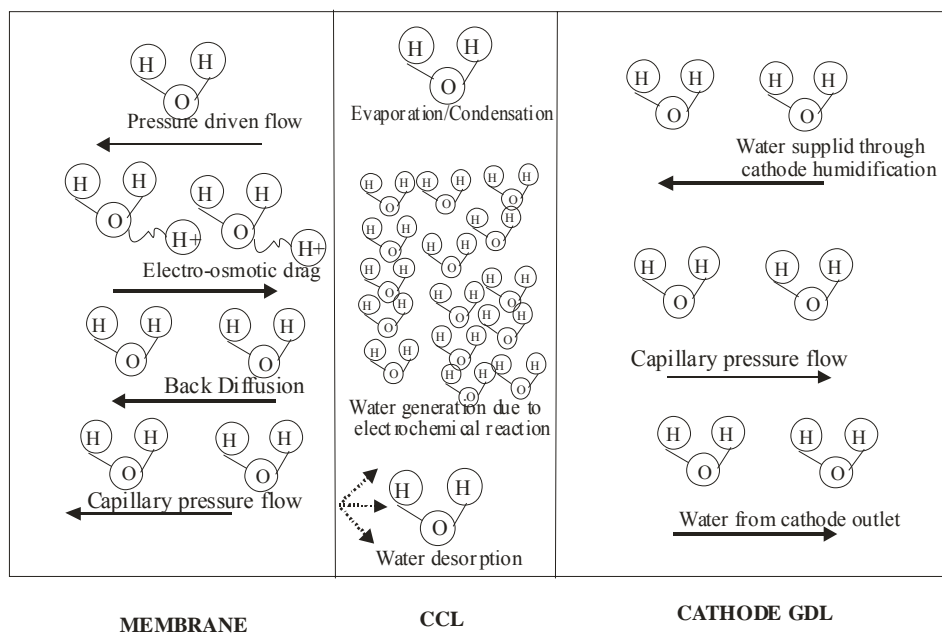 H H
O
Pressure driven flow
H H H H
O O
H+ H+
Electro-osmotic drag
H H H H
O O
Back Diffusion
H H H H
O O
Capillary pressure flow
H H
O
Evaporation/Condensation
H H H H H H
O O O
H H H H
O O
H H
O
H H H H
O O
H H H H
O O
H H
O
H H H H
O O
H H H H
.O O
Water generation due to
electrochemical reaction
H H
O
Water desorption
H H H H
O O
Water supplid through
cathode humidification
H H H H
O O
Capillary pressure flow
H H H H
O O
Water from cathode outlet
MEMBRANE
CCL
CATHODE GDL